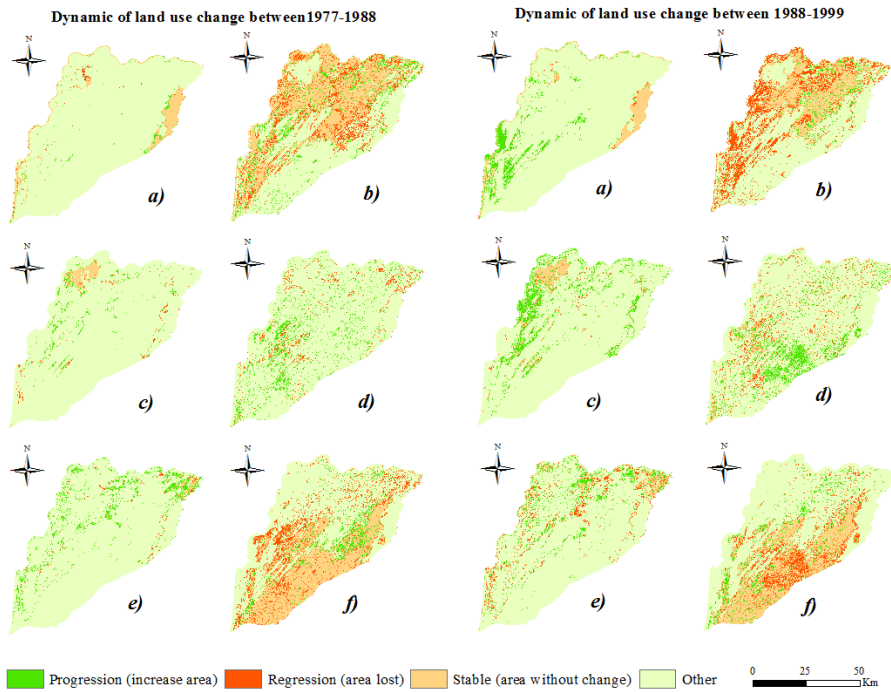 Dynamic of land use change between1977-1988
Dynamic of land use change between 1988-1999
N
N
N
N
a)
b)
a)
b)
N
N
N
N
c)
d)
c)
d)
N
N
N
N
e)
f)
e)
f)
Progression (increase area)
Regression (area lost)
Stable (area without change)
Other
0 25 50
Km